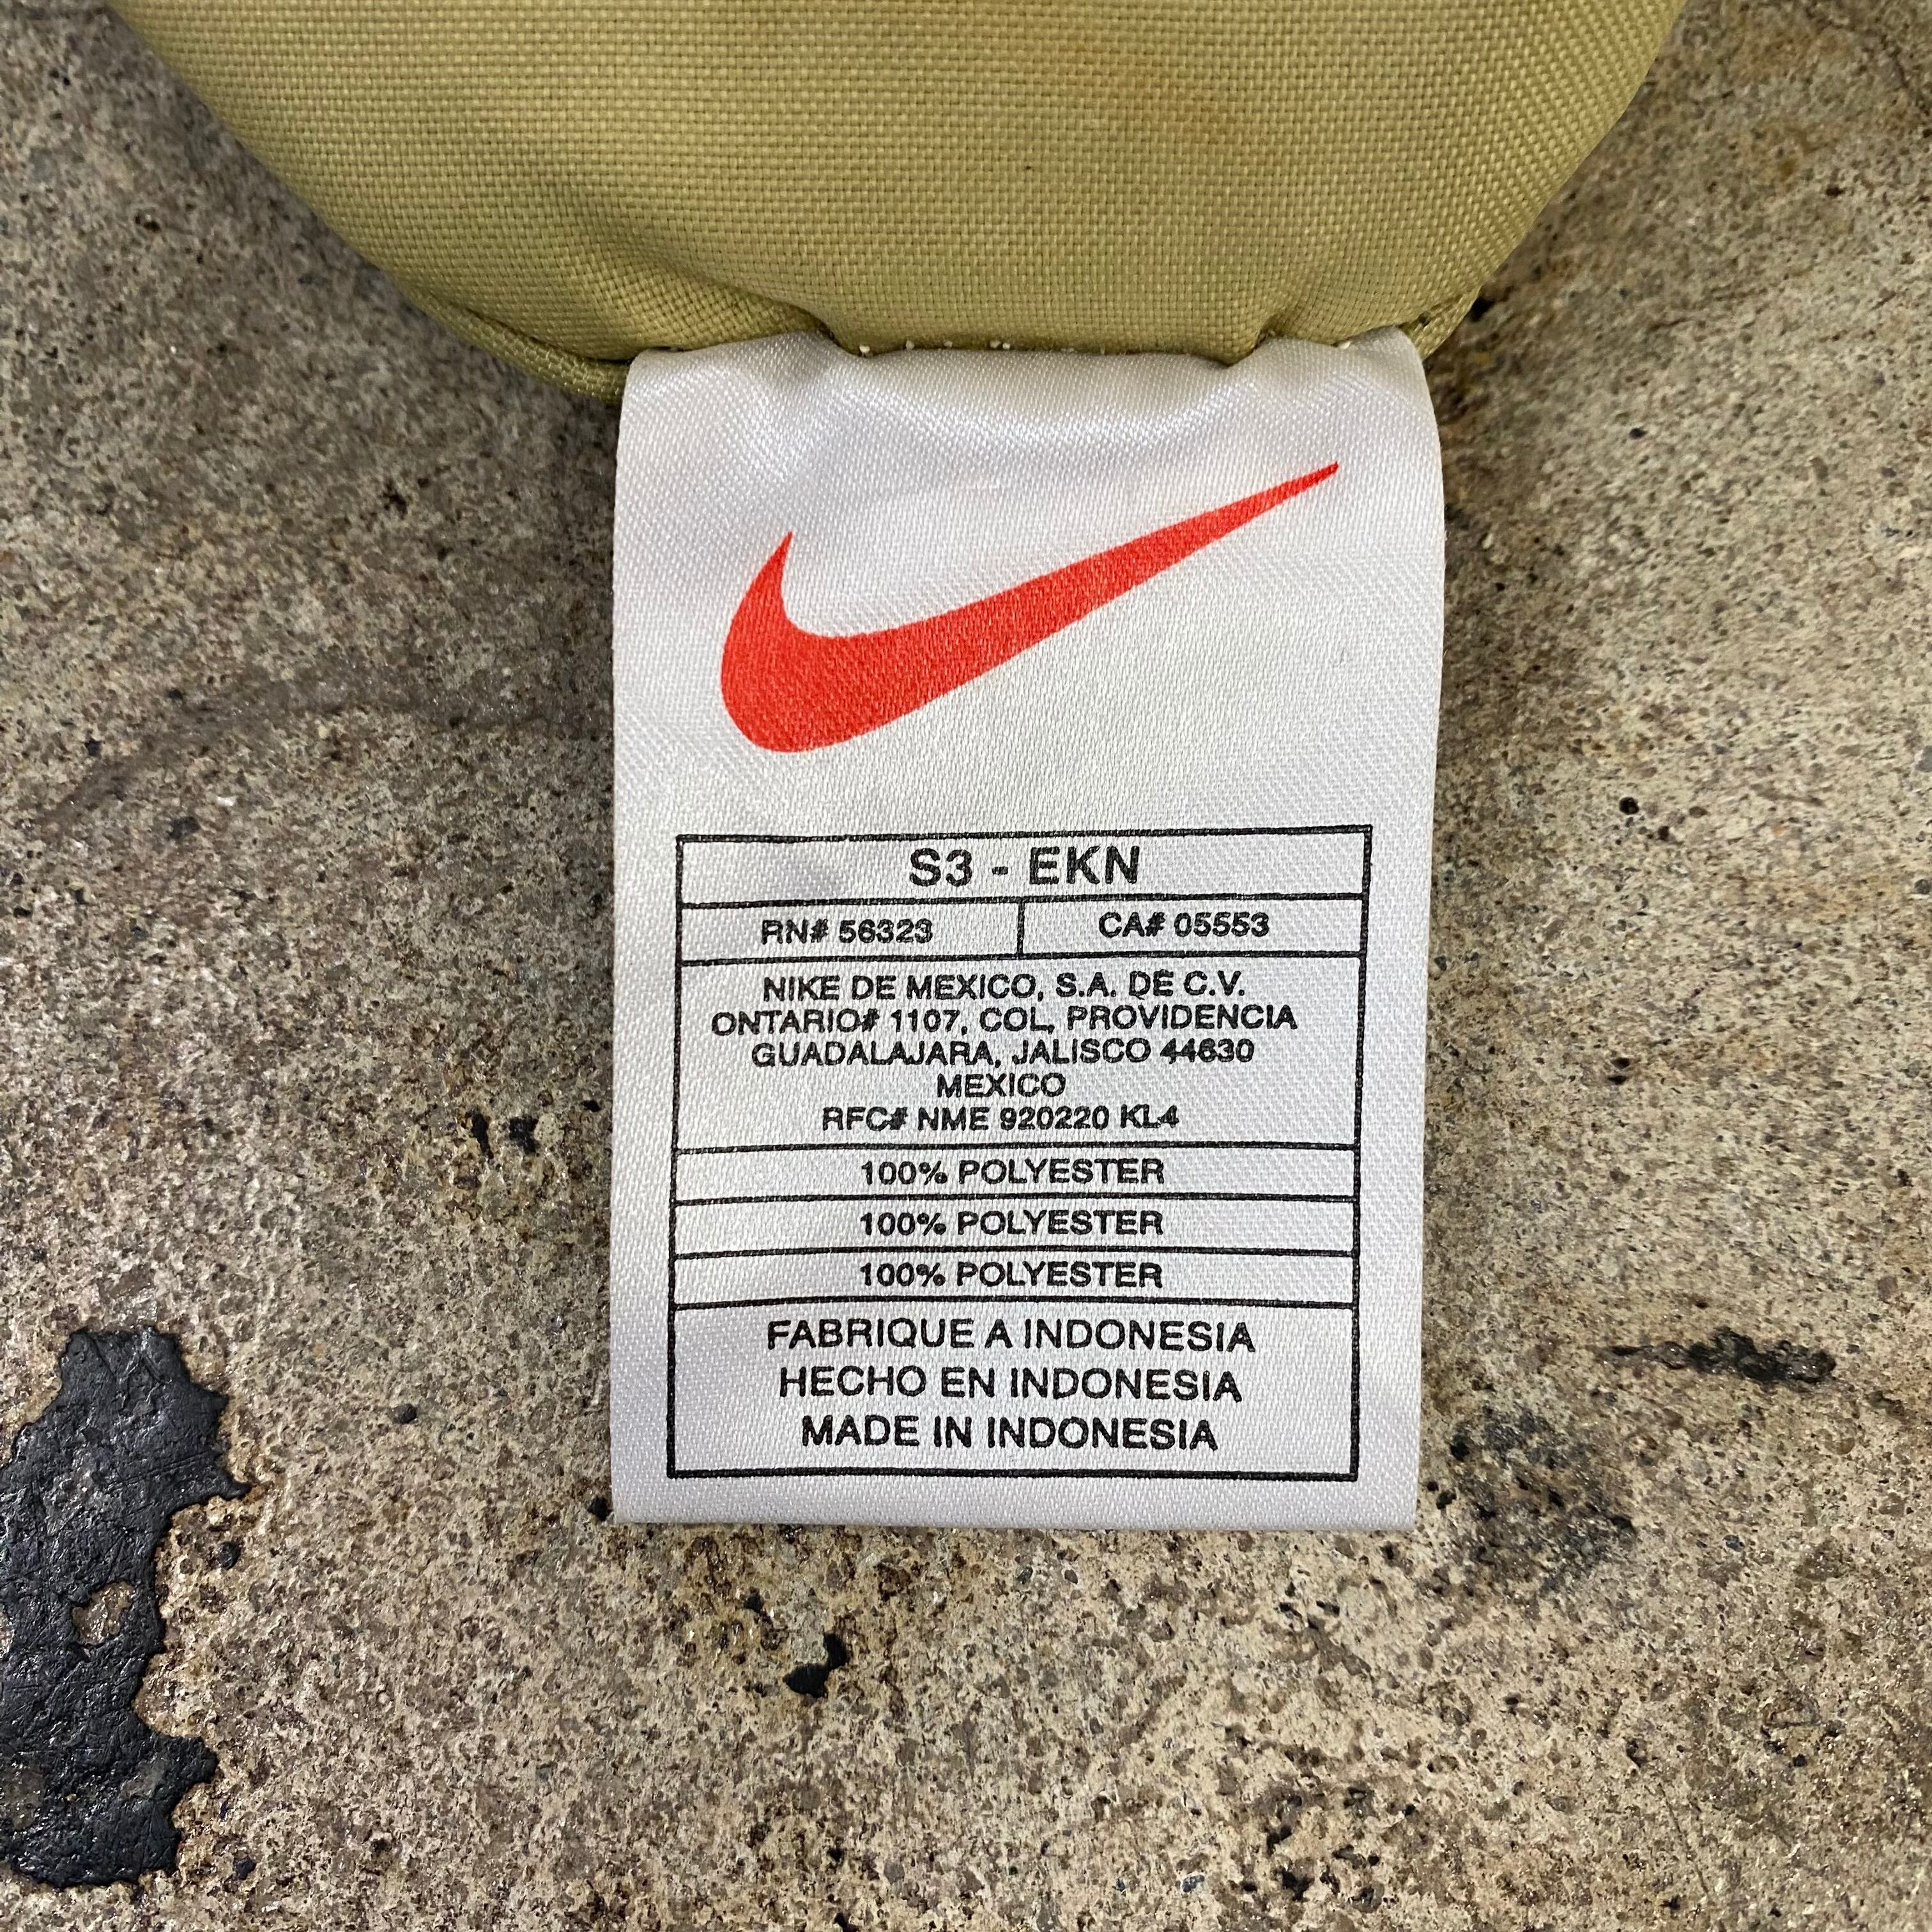 S3 - EKN
RN# 56323 CA# 05553
NIKE DE MEXICO, S.A. DE C.V.
ONTARIO# 1107, COL, PROVIDENCIA
GUADALAJARA, JALISCO 44630
MEXICO
RFC# NME 920220 KL4
100% POLYESTER
100% POLYESTER
100% POLYESTER
FABRIQUE A INDONESIA
HECHO EN INDONESIA
MADE IN INDONESIA